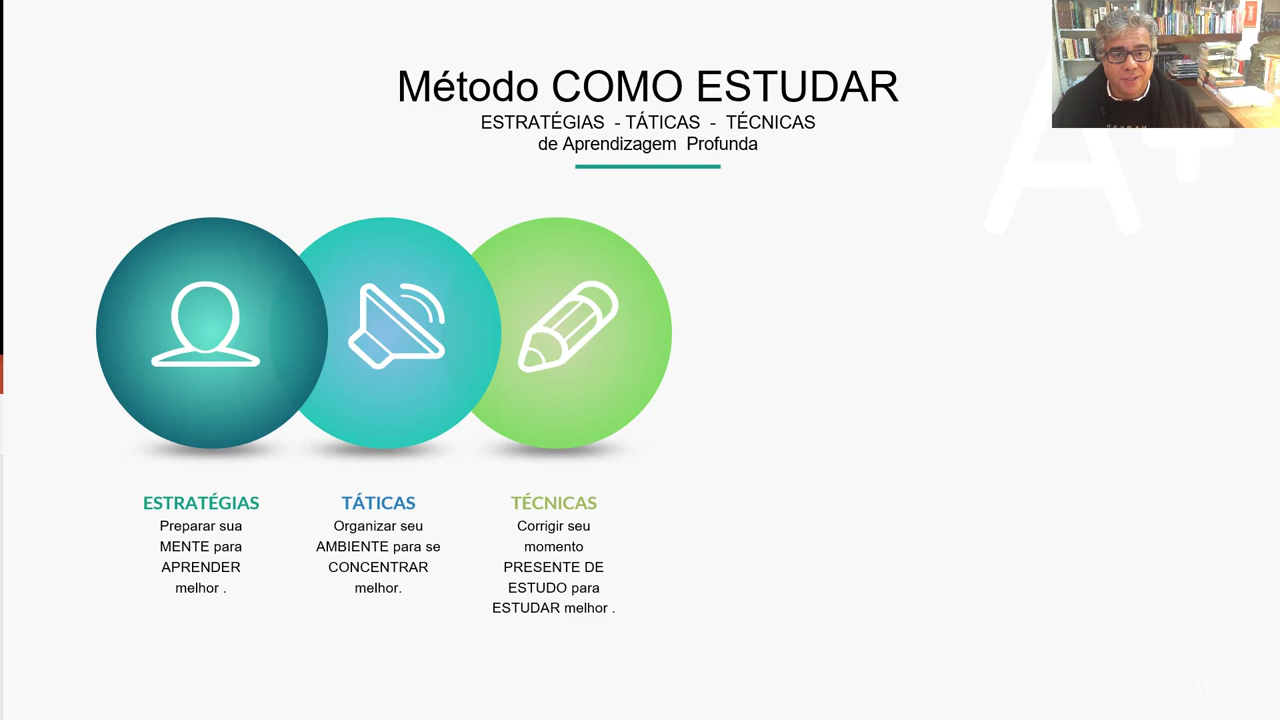 Método COMO ESTUDAR
ESTRATÉGIAS - TÁTICAS - TÉCNICAS
de Aprendizagem Profunda
A+
ESTRATÉGIAS
Preparar sua
MENTE para
APRENDER
melhor .
TÁTICAS
Organizar seu
AMBIENTE para se
CONCENTRAR
melhor.
TÉCNICAS
Corrigir seu
momento
PRESENTE DE
ESTUDO para
ESTUDAR melhor .